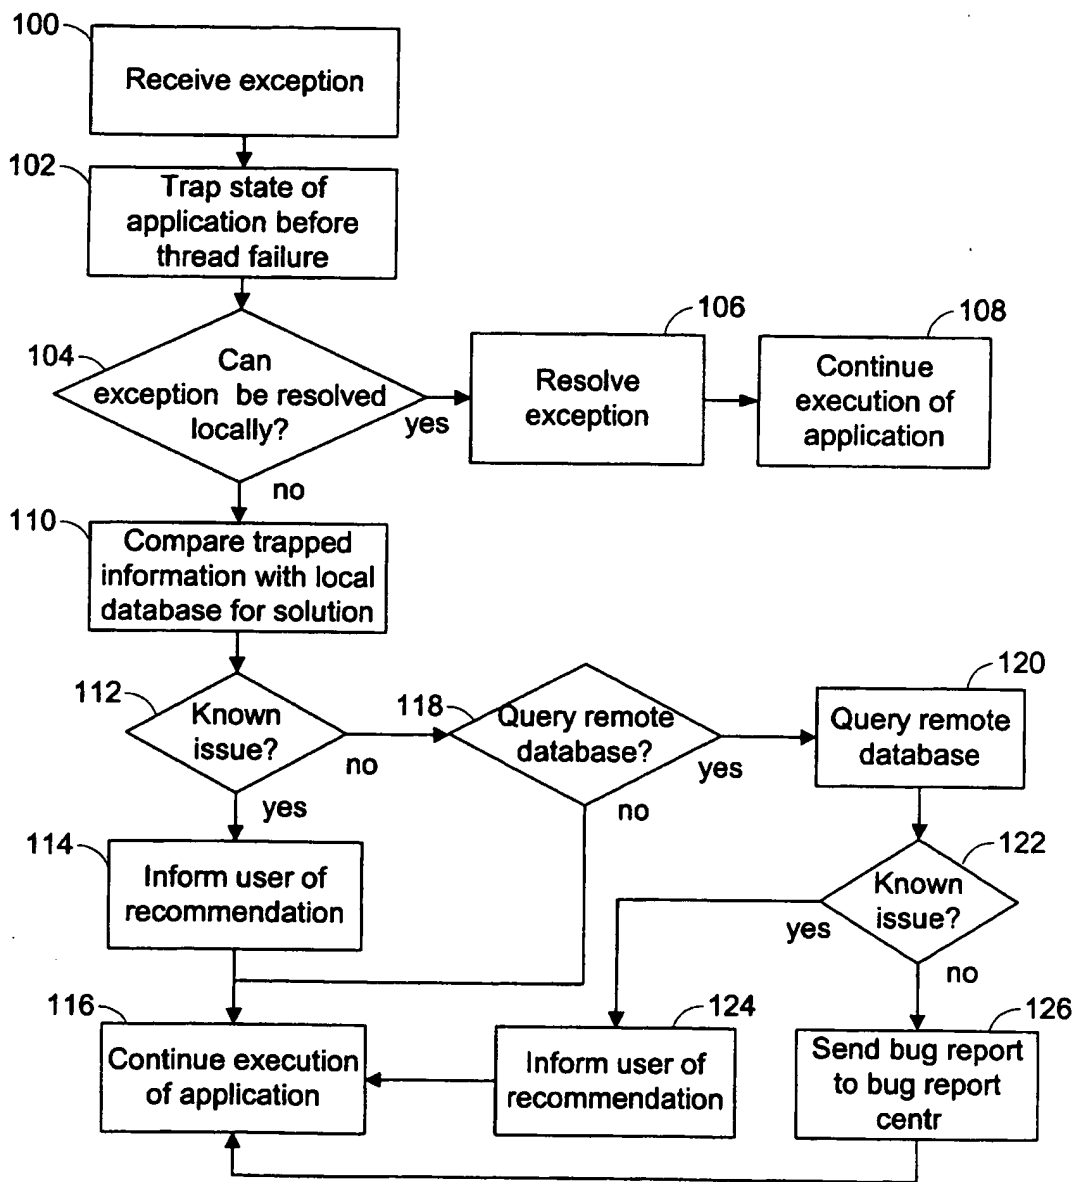 100
Receive exception
102
Trap state of
application before
thread failure
104
Can
exception be resolved
locally?
yes
no
106
Resolve
exception
108
Continue
execution of
application
110
Compare trapped
information with local
database for solution
112
Known
issue?
no
yes
118
Query remote
database?
yes
no
120
Query remote
database
114
Inform user of
recommendation
122
Known
issue?
yes
no
116
Continue execution
of application
124
Inform user of
recommendation
126
Send bug report
to bug report
centr